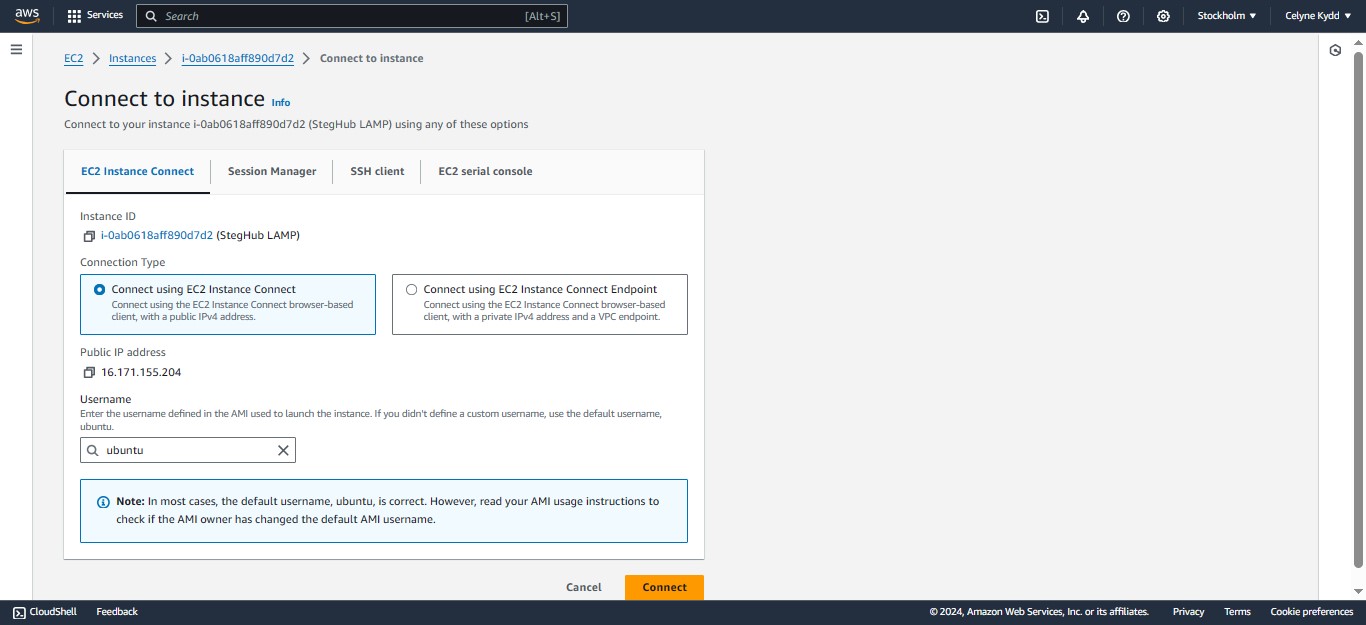 aws
Services
Search
[Alt+S]
Stockholm
Celyne Kydd
EC2
Instances
i-0ab0618aff890d7d2
Connect to instance
Connect to instance
Info
Connect to your instance i-0ab0618aff890d7d2 (StegHub LAMP) using any of these options
EC2 Instance Connect
Session Manager
SSH client
EC2 serial console
Instance ID
i-0ab0618aff890d7d2 (StegHub LAMP)
Connection Type
Connect using EC2 Instance Connect
Connect using the EC2 Instance Connect browser-based
client, with a public IPv4 address.
Connect using EC2 Instance Connect Endpoint
Connect using the EC2 Instance Connect browser-based
client, with a private IPv4 address and a VPC endpoint.
Public IP address
16.171.155.204
Username
Enter the username defined in the AMI used to launch the instance. If you didn't define a custom username, use the default username,
ubuntu.
ubuntu
Note: In most cases, the default username, ubuntu, is correct. However, read your AMI usage instructions to
check if the AMI owner has changed the default AMI username.
Cancel
Connect
CloudShell
Feedback
© 2024, Amazon Web Services, Inc. or its affiliates.
Privacy
Terms
Cookie preferences